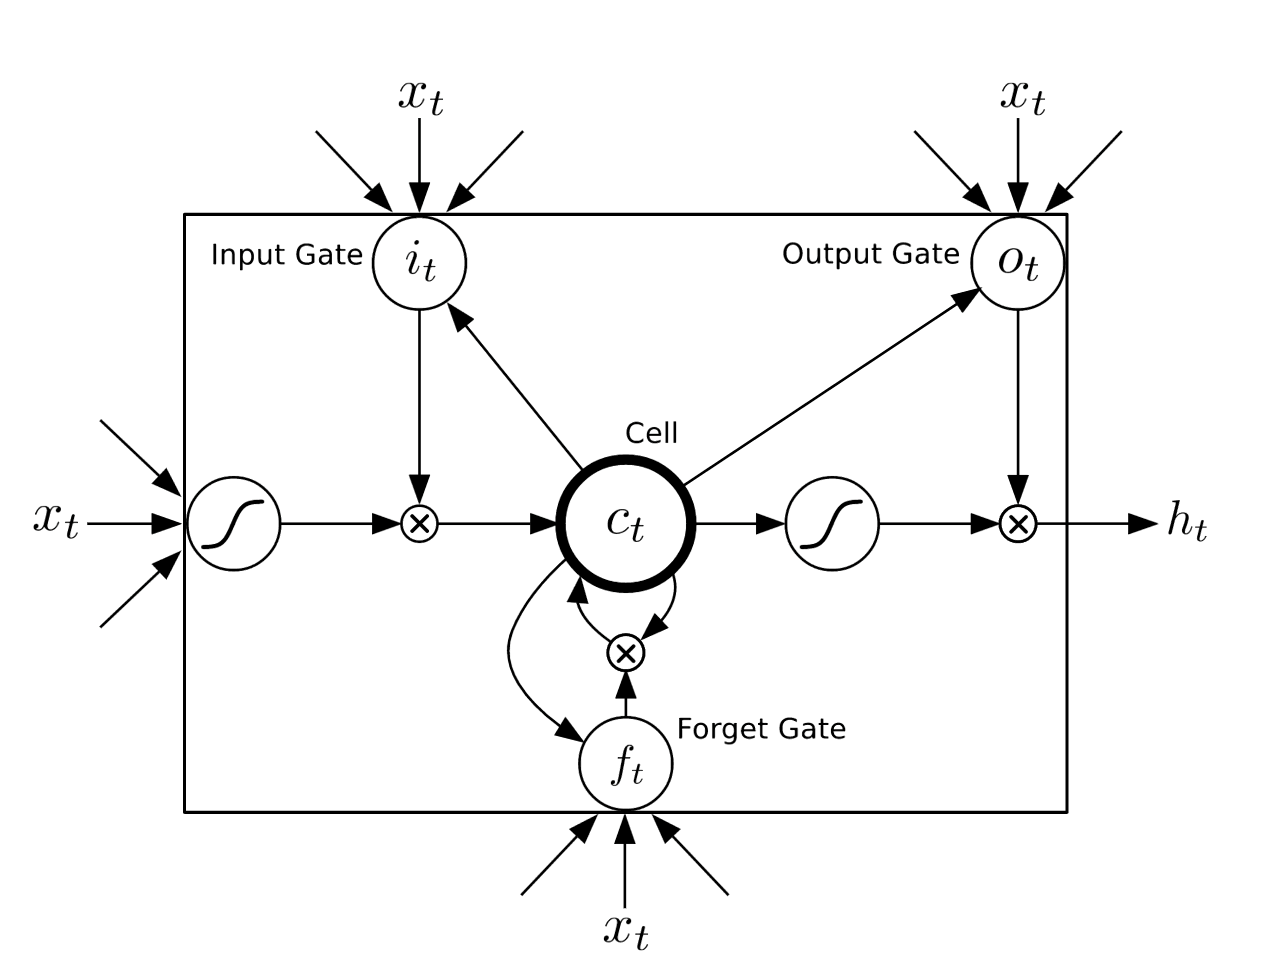 x_t
x_t
Input Gate
i_t
Output Gate
o_t
Cell
x_t
c_t
h_t
Forget Gate
f_t
x_t